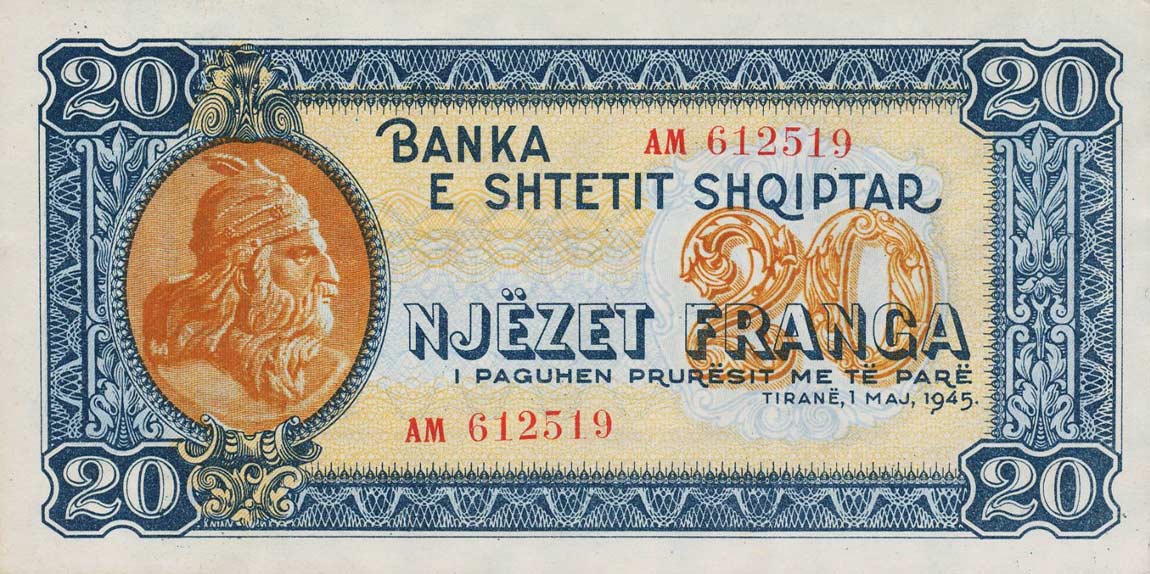 20 20
BANKA AM 612519
E SHTETIT SHQIPTAR
20
NJËZET FRANGA
I PAGUHEN PRURËSIT ME TË PARË
TIRANË, 1 MAJ, 1945.
AM 612519
20 20